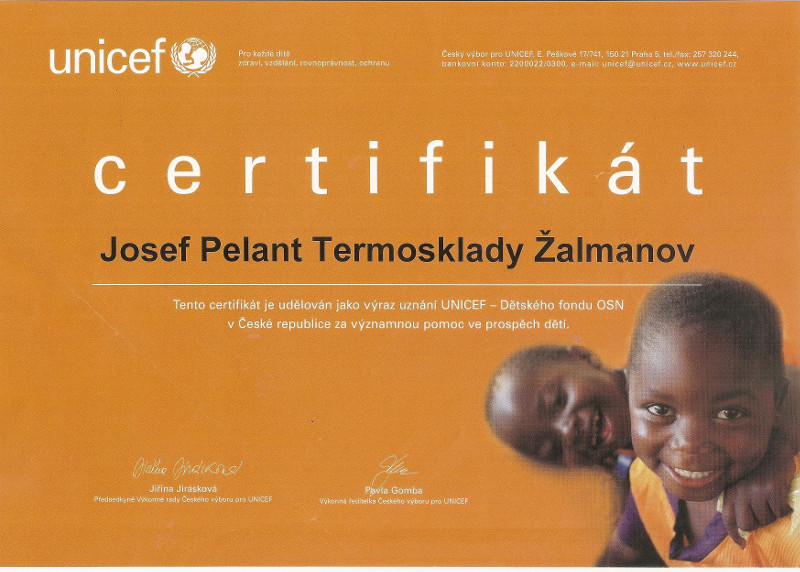 unicef
Pro každé dítě
zdraví, vzdělání, rovnoprávnost, ochranu
Český výbor pro UNICEF, E. Peškové 17/741, 150 21 Praha 5, tel./fax: 257 320 244,
bankovní konto: 2200022/0300, e-mail: unicef@unicef.cz, www.unicef.cz
certifikát
Josef Pelant Termosklady Žalmanov
Tento certifikát je udělován jako výraz uznání UNICEF – Dětského fondu OSN
v České republice za významnou pomoc ve prospěch dětí.
Jiřina Jirásková
Předsedkyně Výkonné rady Českého výboru pro UNICEF
Pavla Gomba
Výkonná ředitelka Českého výboru pro UNICEF